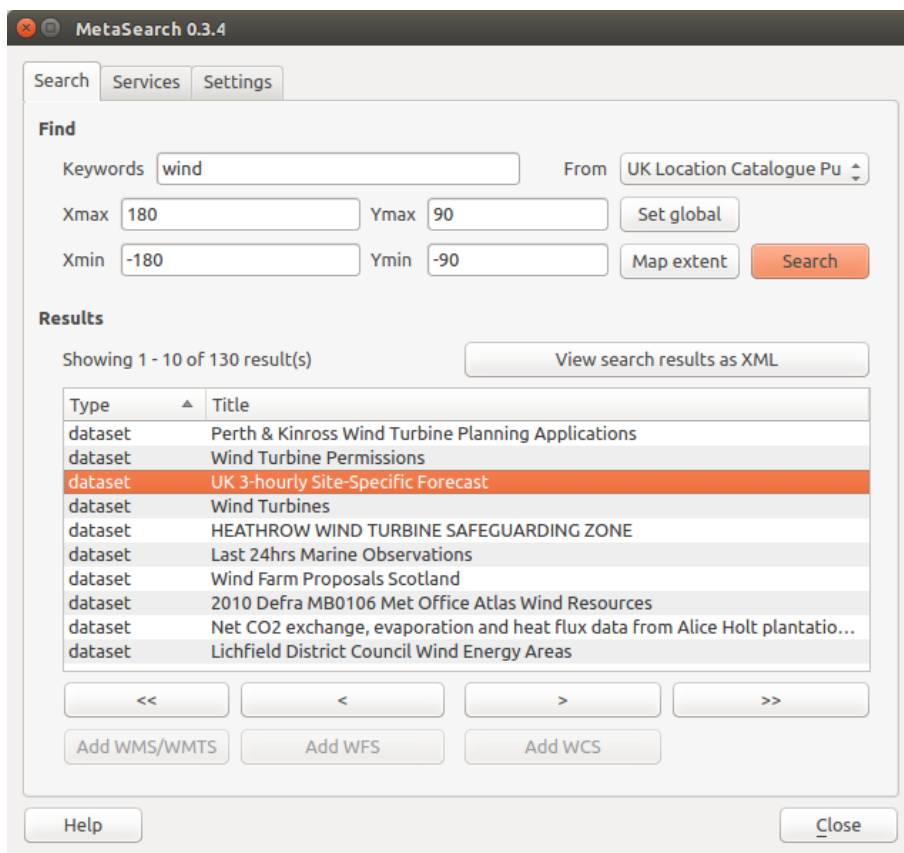 MetaSearch 0.3.4
Search Services Settings
Find
Keywords wind From UK Location Catalogue Pu
Xmax 180 Ymax 90 Set global
Xmin -180 Ymin -90 Map extent Search
Results
Showing 1 - 10 of 130 result(s) View search results as XML
Type Title
dataset Perth & Kinross Wind Turbine Planning Applications
dataset Wind Turbine Permissions
dataset UK 3-hourly Site-Specific Forecast
dataset Wind Turbines
dataset HEATHROW WIND TURBINE SAFEGUARDING ZONE
dataset Last 24hrs Marine Observations
dataset Wind Farm Proposals Scotland
dataset 2010 Defra MB0106 Met Office Atlas Wind Resources
dataset Net CO2 exchange, evaporation and heat flux data from Alice Holt plantatio...
dataset Lichfield District Council Wind Energy Areas
<< < > >>
Add WMS/WMTS Add WFS Add WCS
Help Close